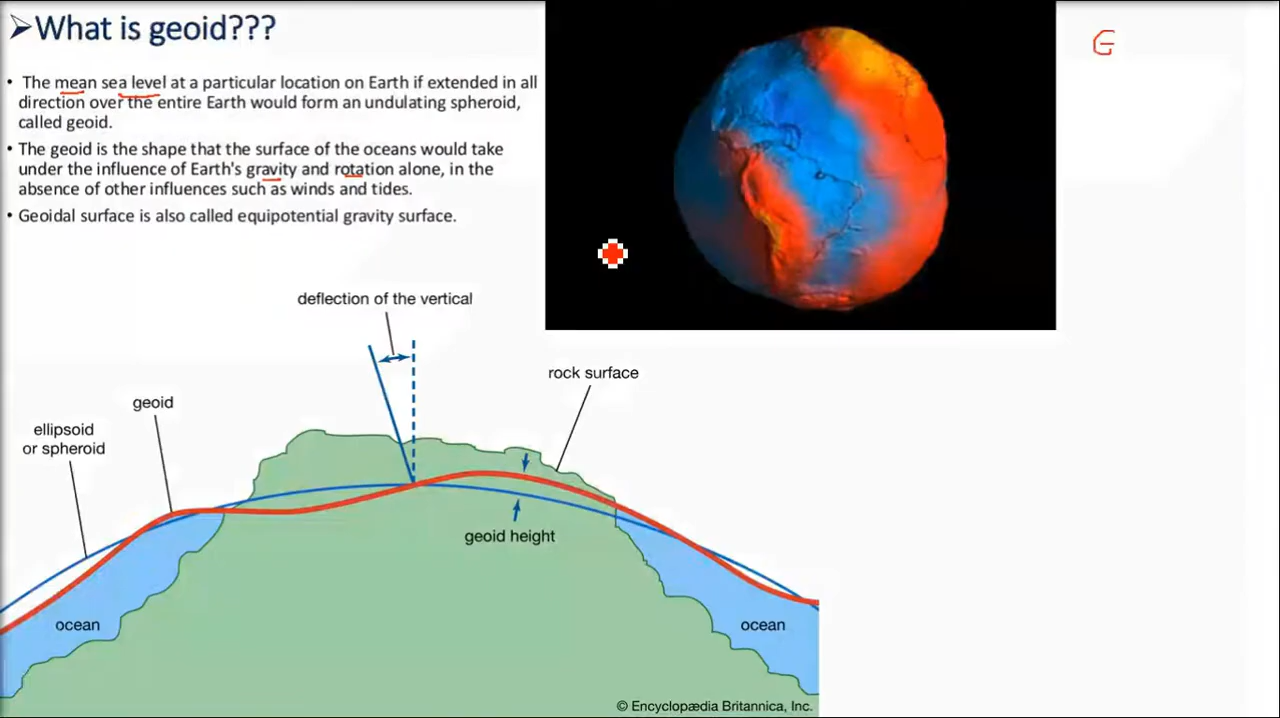 ➢What is geoid???
• The mean sea level at a particular location on Earth if extended in all
direction over the entire Earth would form an undulating spheroid,
called geoid.
• The geoid is the shape that the surface of the oceans would take
under the influence of Earth's gravity and rotation alone, in the
absence of other influences such as winds and tides.
• Geoidal surface is also called equipotential gravity surface.
G
deflection of the vertical
rock surface
geoid
ellipsoid
or spheroid
geoid height
ocean
ocean
© Encyclopædia Britannica, Inc.